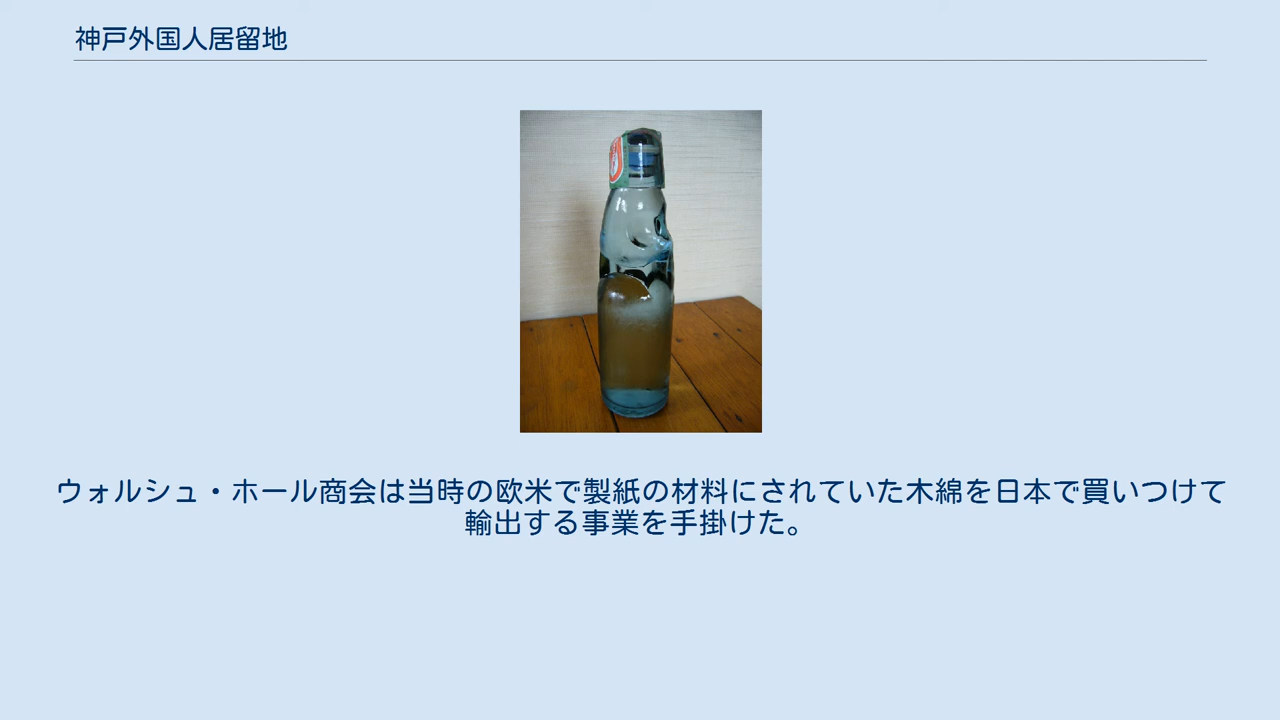 神戸外国人居留地
ウォルシュ・ホール商会は当時の欧米で製紙の材料にされていた木綿を日本で買いつけて
輸出する事業を手掛けた。